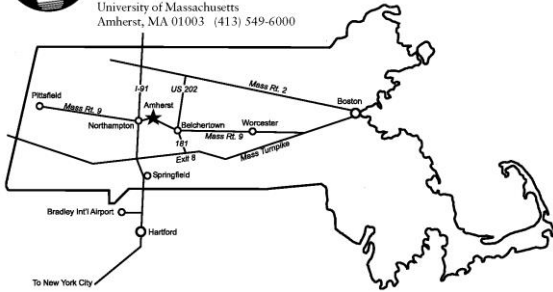 University of Massachusetts
Amherst, MA 01003 (413) 549-6000
Mass Rt. 2
I-91
US 202
Pittafield
Amherst
Boston
Mass Rt. 9
Northampton
Belchertown
Worcester
Mass Rt. 9
181
Exit 8
Mass Turnpike
Springfield
Bradley Int'l Airport
Hartford
To New York City